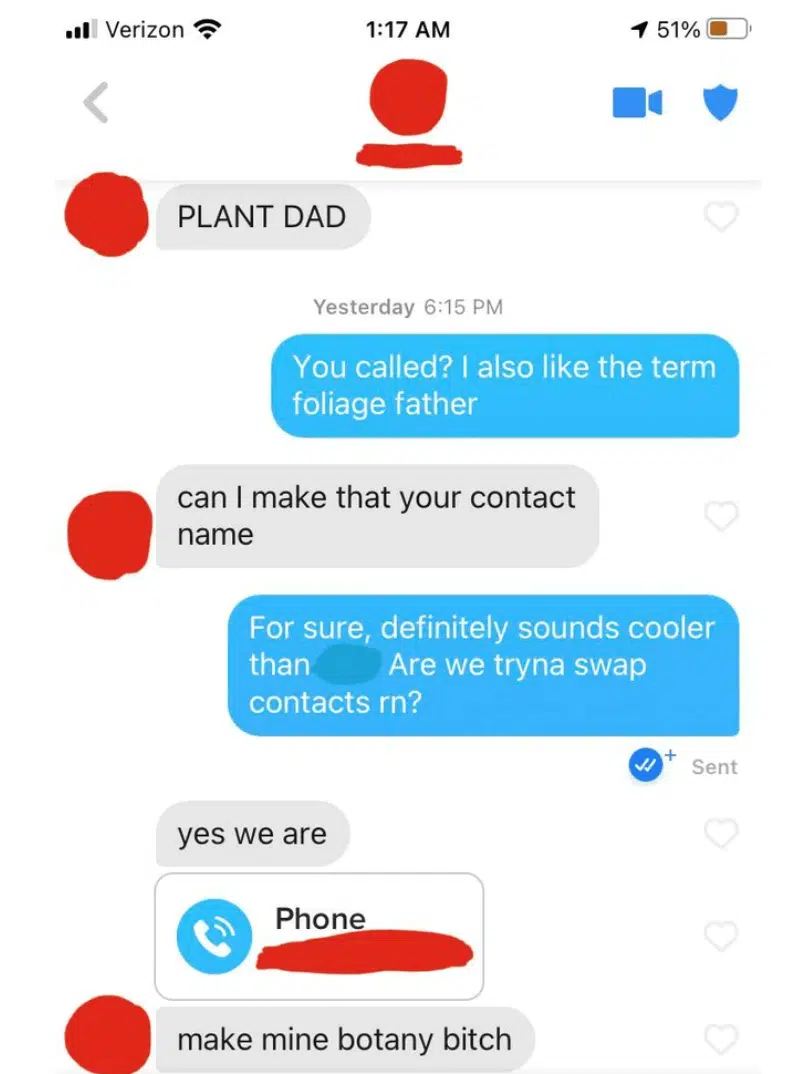 Verizon 1:17 AM 51%
PLANT DAD
Yesterday 6:15 PM
You called? I also like the term
foliage father
can I make that your contact
name
For sure, definitely sounds cooler
than Are we tryna swap
contacts rn?
Sent
yes we are
Phone
make mine botany bitch